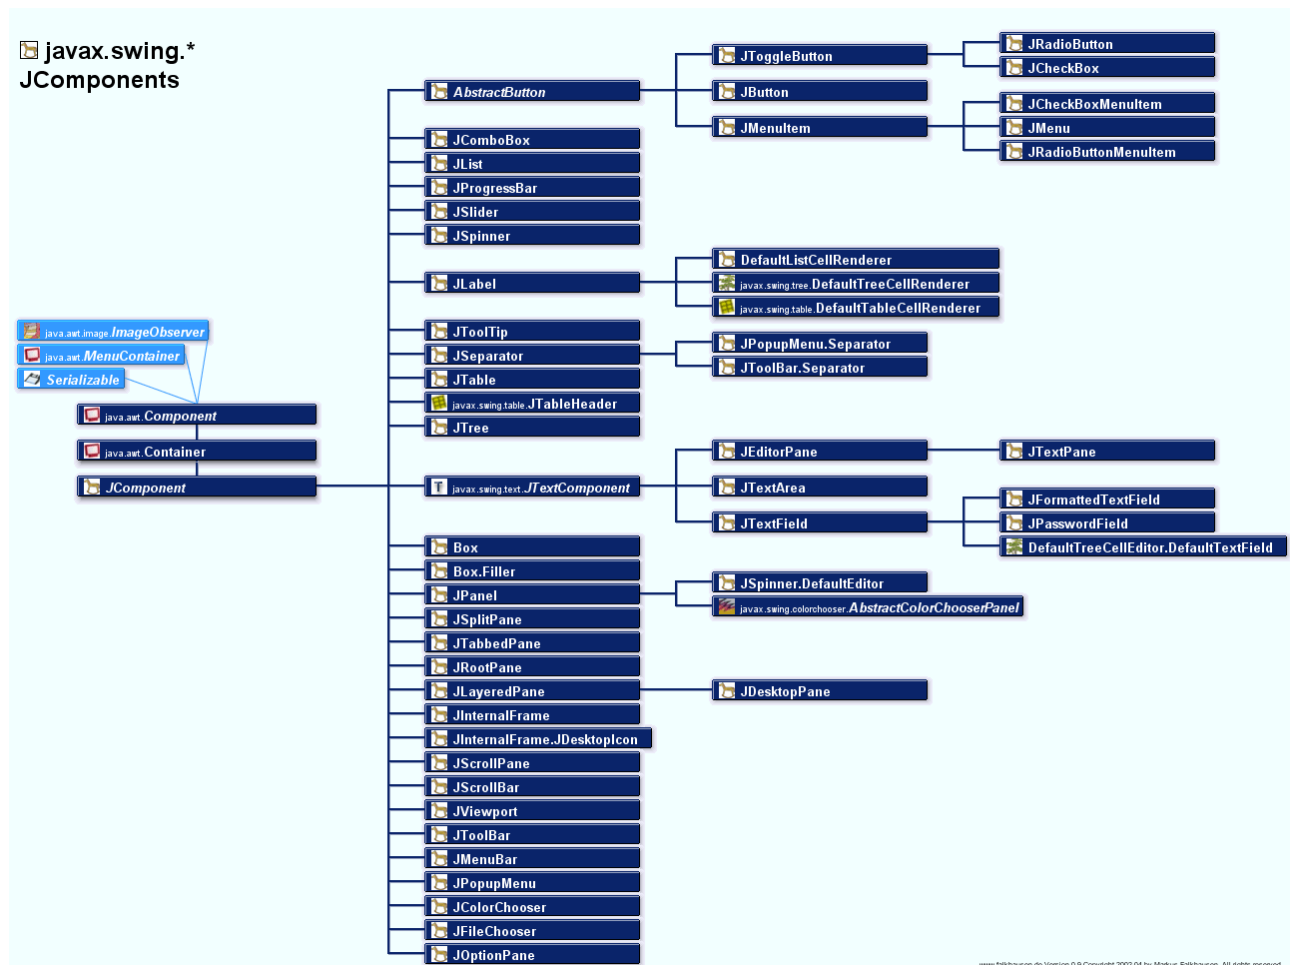 javax.swing.*
JComponents
AbstractButton
JToggleButton
JRadioButton
JCheckBox
JButton
JMenuItem
JCheckBoxMenuItem
JMenu
JRadioButtonMenuItem
JComboBox
JList
JProgressBar
JSlider
JSpinner
JLabel
DefaultListCellRenderer
javax.swing.tree.DefaultTreeCellRenderer
javax.swing.table.DefaultTableCellRenderer
java.awt.image.ImageObserver
java.awt.MenuContainer
Serializable
java.awt.Component
java.awt.Container
JComponent
JToolTip
JSeparator
JPopupMenu.Separator
JToolBar.Separator
JTable
javax.swing.table.JTableHeader
JTree
javax.swing.text.JTextComponent
JEditorPane
JTextPane
JTextArea
JTextField
JFormattedTextField
JPasswordField
DefaultTreeCellEditor.DefaultTextField
Box
Box.Filler
JPanel
JSpinner.DefaultEditor
javax.swing.colorchooser.AbstractColorChooserPanel
JSplitPane
JTabbedPane
JRootPane
JLayeredPane
JDesktopPane
JInternalFrame
JInternalFrame.JDesktopIcon
JScrollPane
JScrollBar
JViewport
JToolBar
JMenuBar
JPopupMenu
JColorChooser
JFileChooser
JOptionPane